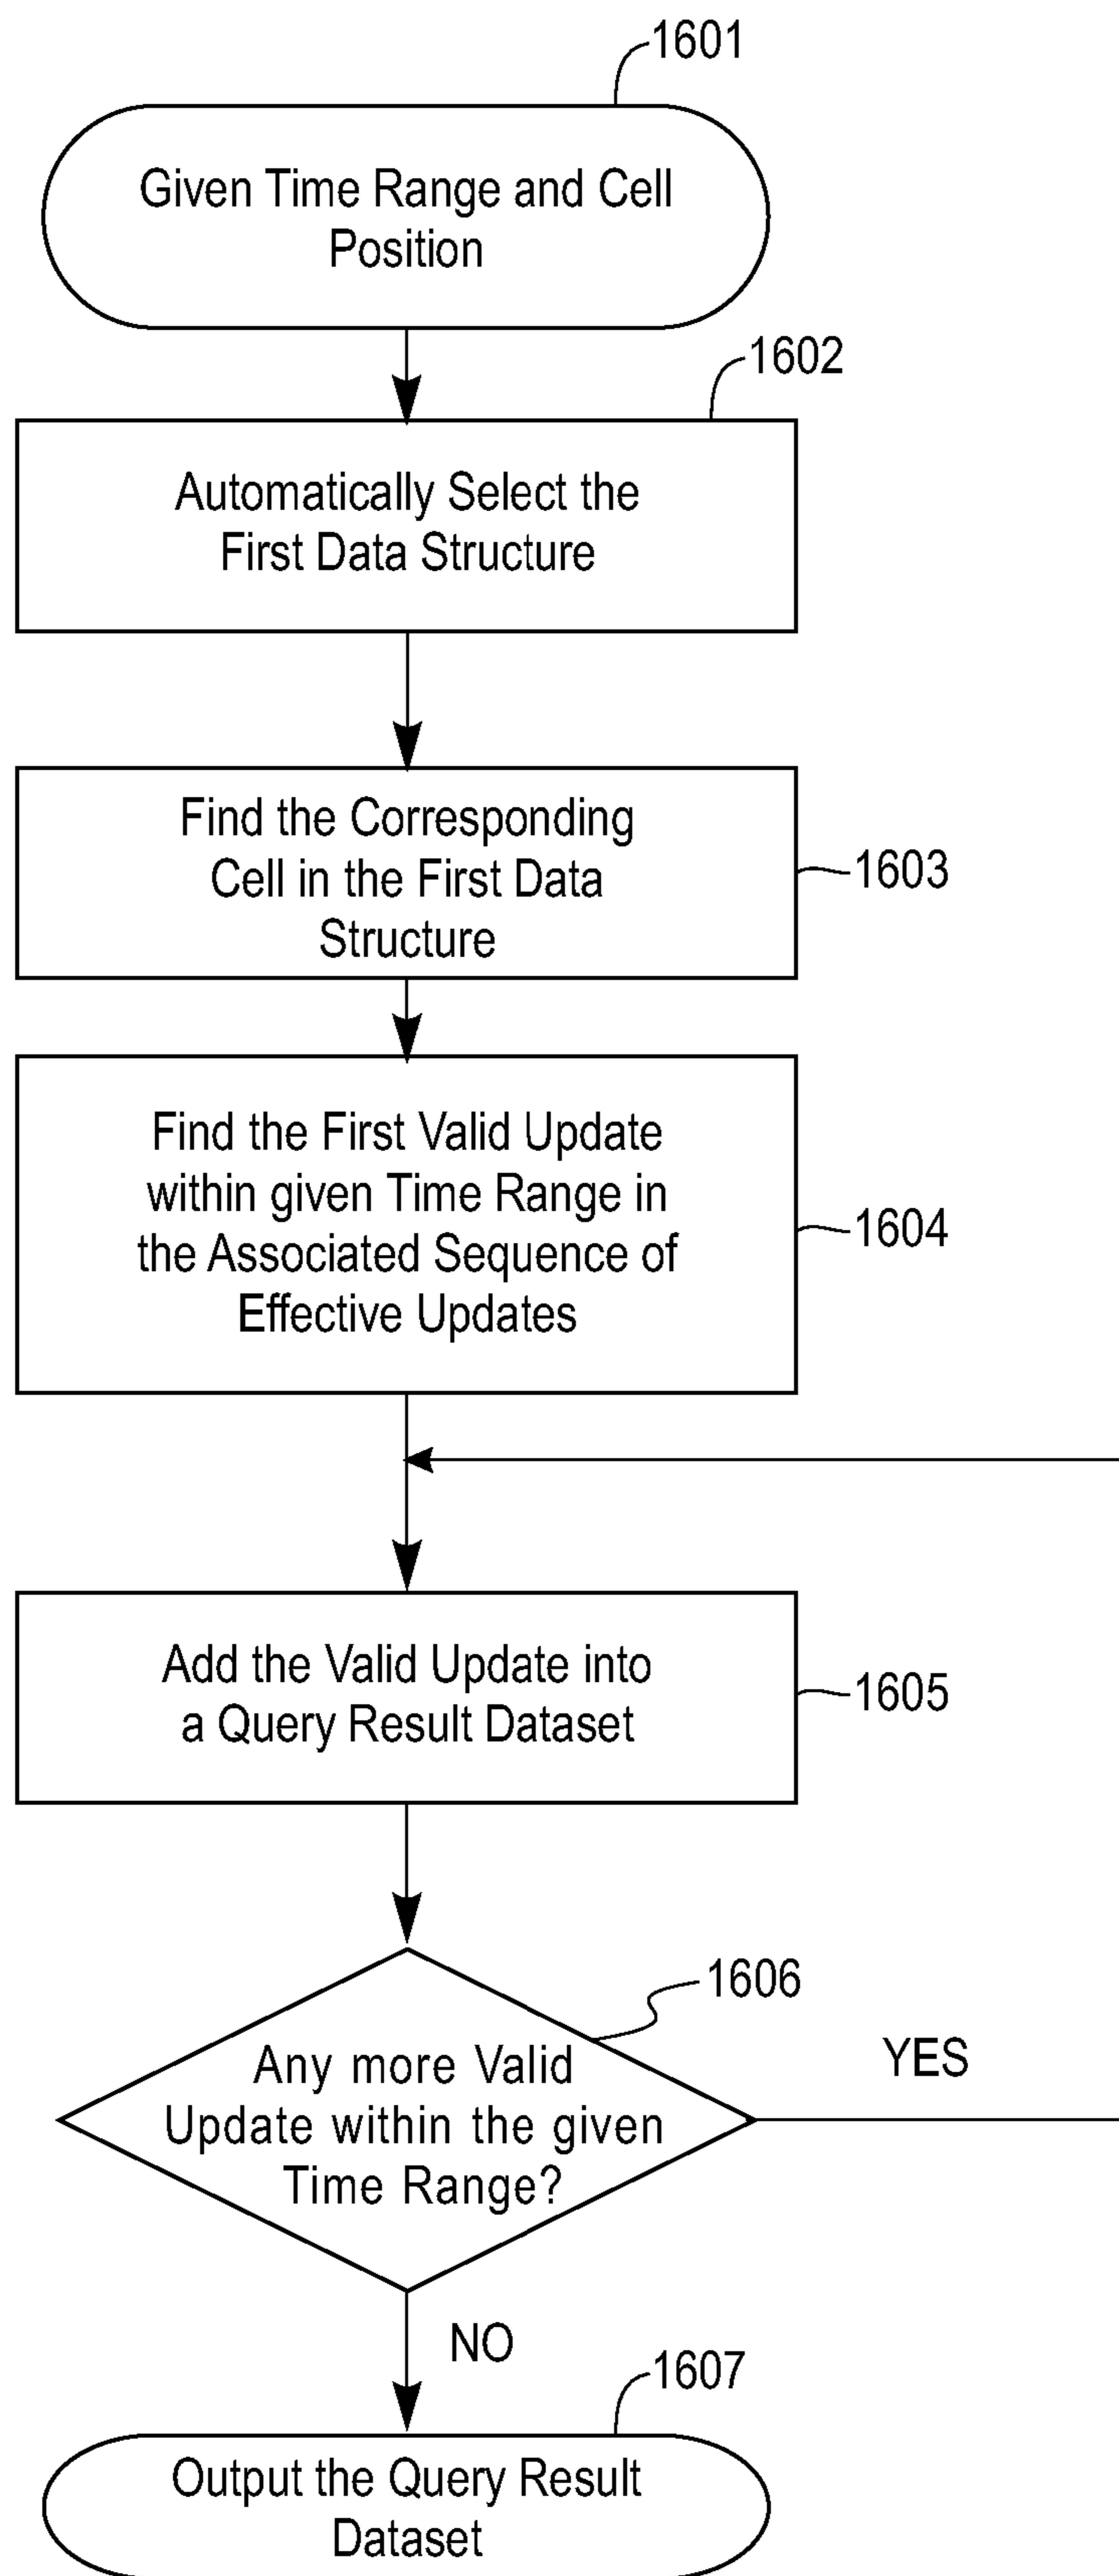 1601
Given Time Range and Cell
Position
1602
Automatically Select the
First Data Structure
Find the Corresponding
Cell in the First Data
Structure
1603
Find the First Valid Update
within given Time Range in
the Associated Sequence of
Effective Updates
1604
Add the Valid Update into
a Query Result Dataset
1605
1606
Any more Valid
Update within the given
Time Range?
YES
NO
1607
Output the Query Result
Dataset